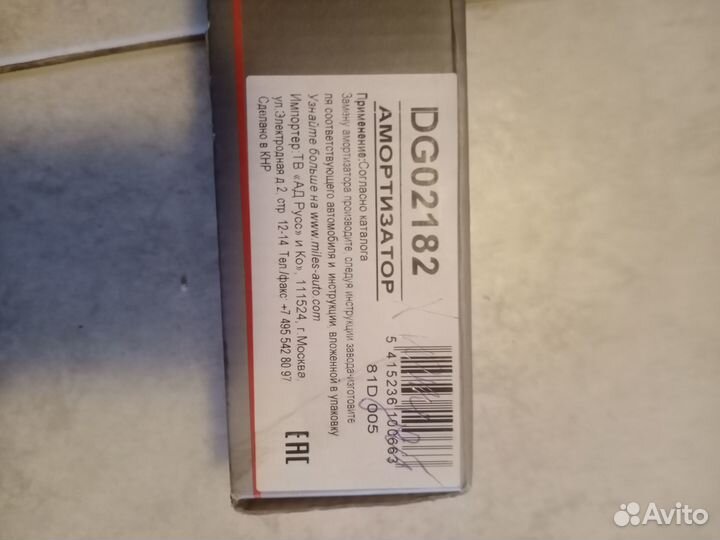 DG02182
АМОРТИЗАТОР
Применение:Согласно каталога
Замену амортизатора производите, следуя инструкции завода-изготовите
ля соответствующего автомобиля и инструкции, вложенной в упаковку
Узнайте больше на www.miles-auto.com
Импортер ТВ «АД Русс» и Ко», 111524, г.Москва,
ул.Электродная д 2, стр 12-14 Тел./факс +7 495 542 80 97
Сделано в КНР
5 415236 100663
81D 005
EAC
Avito